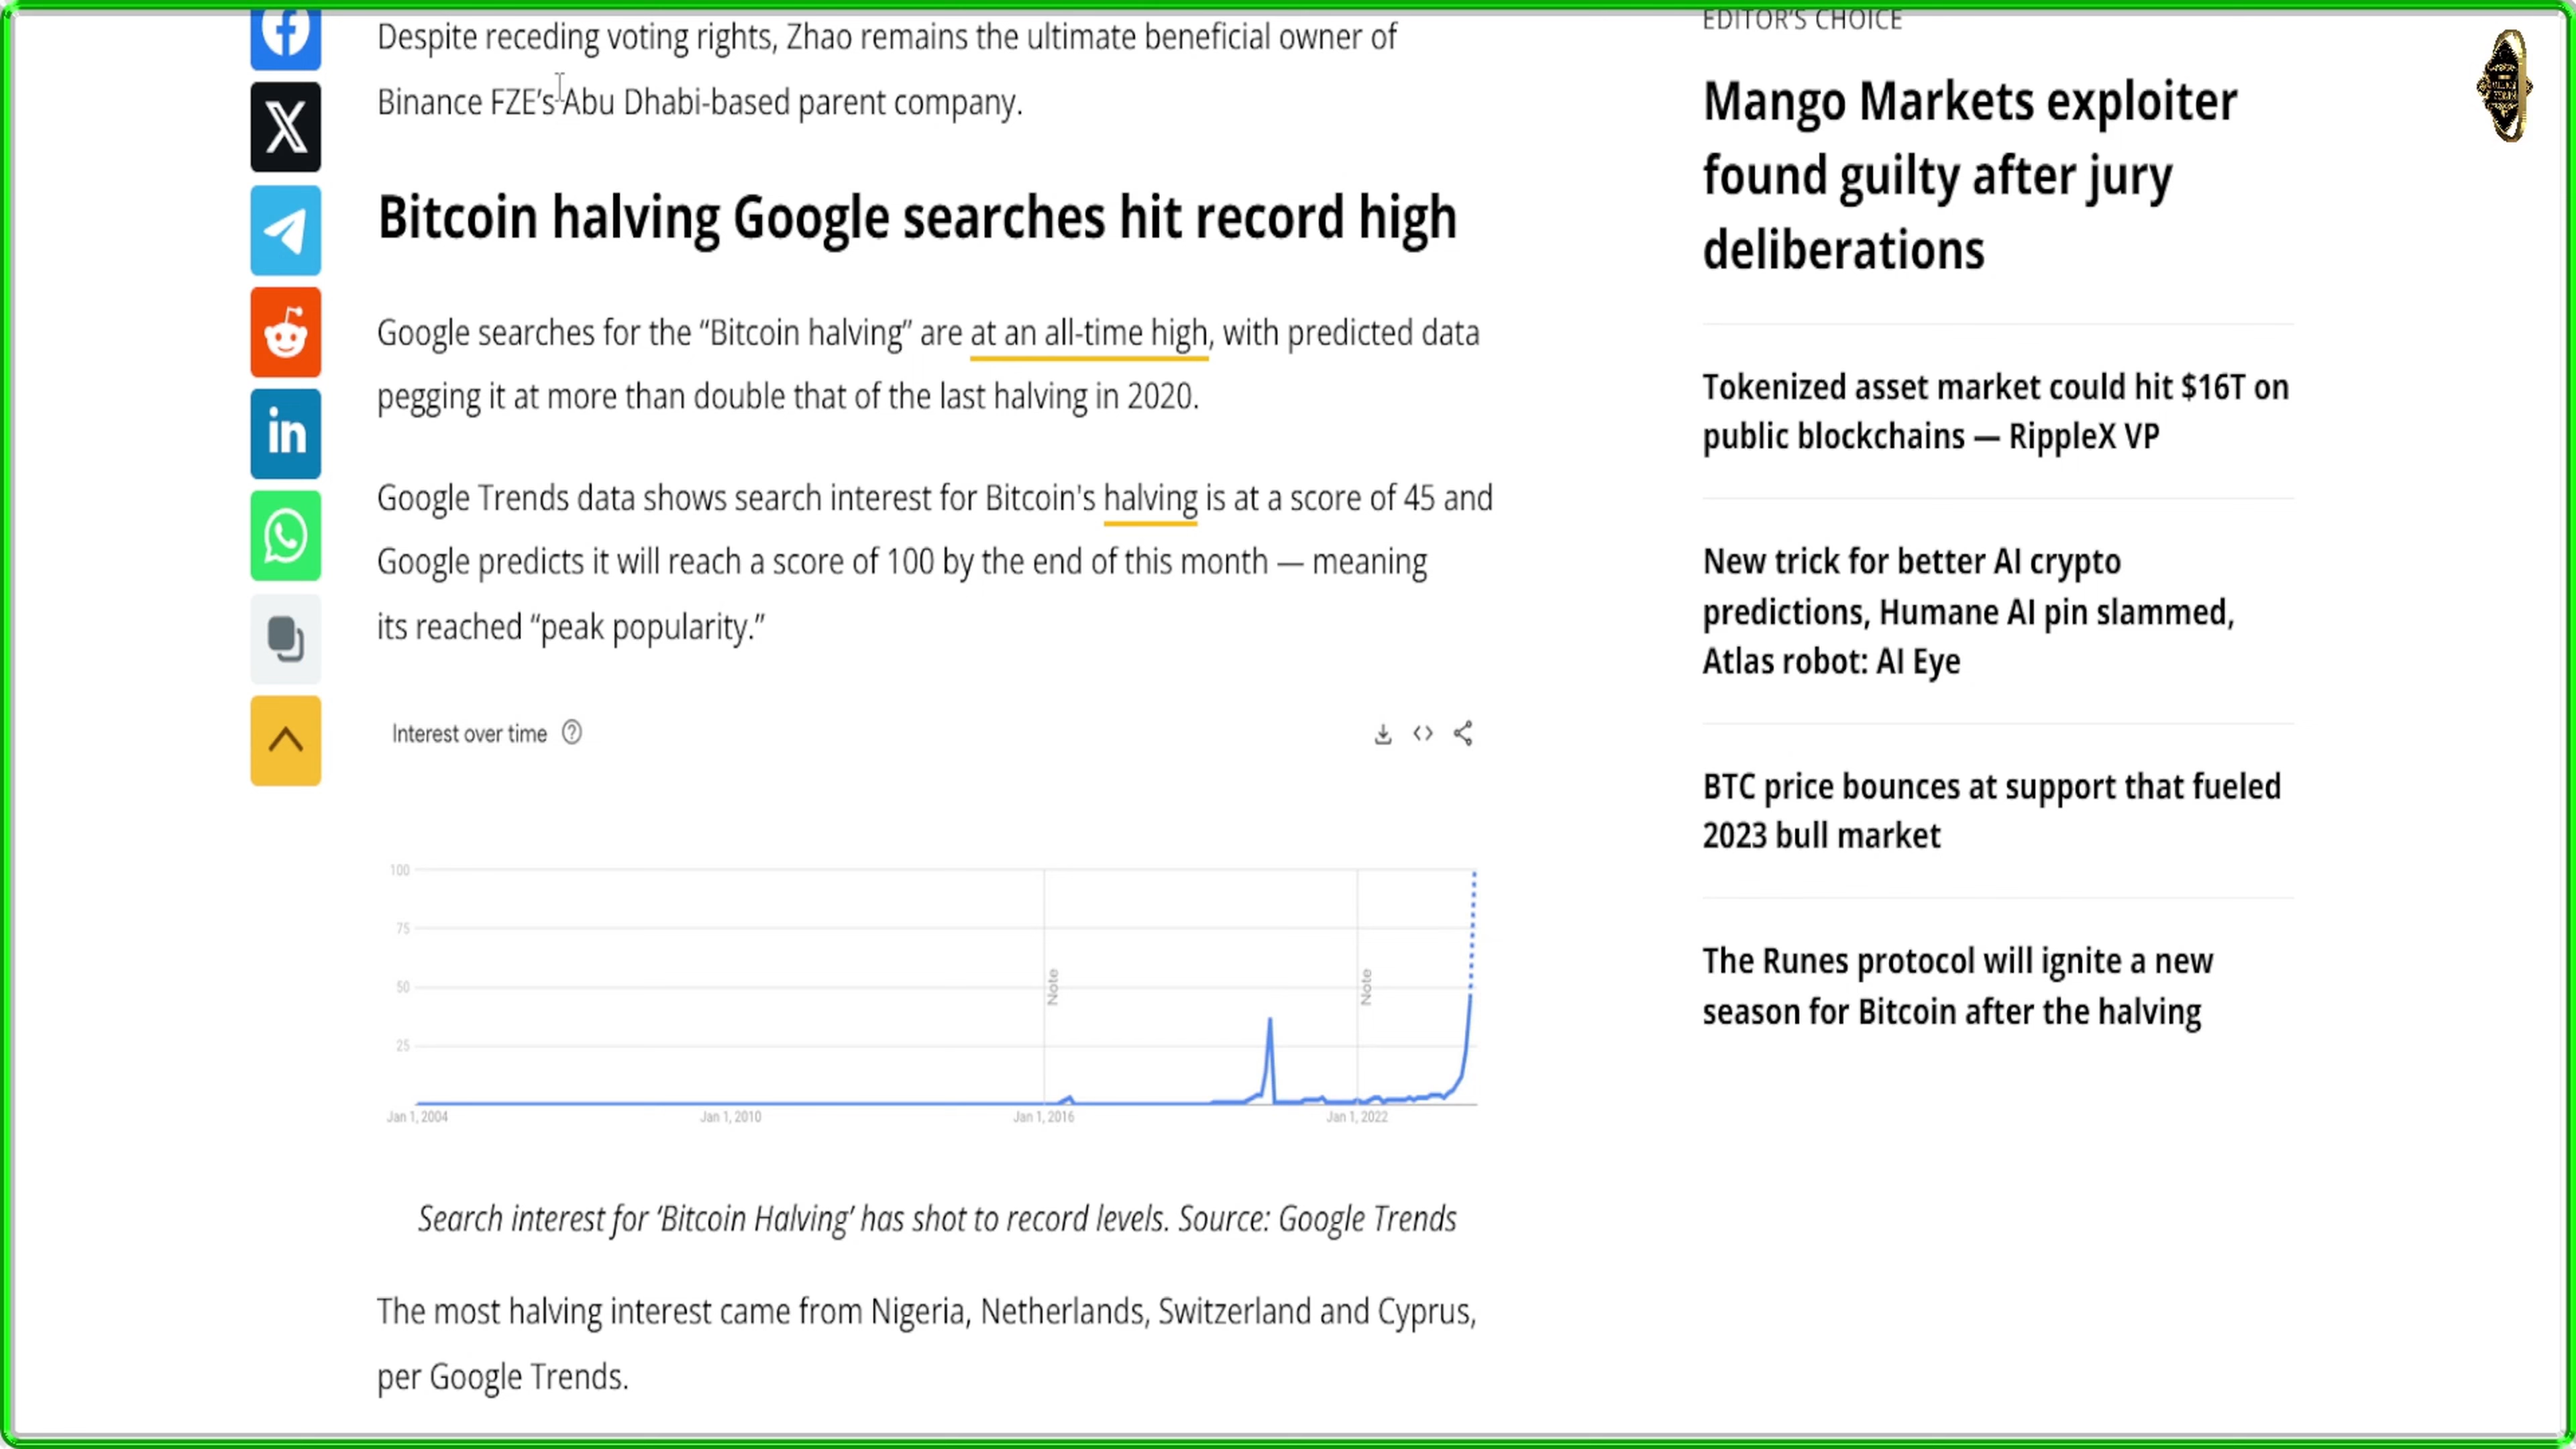 Despite receding voting rights, Zhao remains the ultimate beneficial owner of
Binance FZE’s Abu Dhabi-based parent company.
Bitcoin halving Google searches hit record high
Google searches for the “Bitcoin halving” are at an all-time high, with predicted data
pegging it at more than double that of the last halving in 2020.
Google Trends data shows search interest for Bitcoin's halving is at a score of 45 and
Google predicts it will reach a score of 100 by the end of this month — meaning
its reached “peak popularity.”
Interest over time
100
75
50
25
Note
Note
Jan 1, 2004
Jan 1, 2010
Jan 1, 2016
Jan 1, 2022
Search interest for ‘Bitcoin Halving’ has shot to record levels. Source: Google Trends
The most halving interest came from Nigeria, Netherlands, Switzerland and Cyprus,
per Google Trends.
EDITOR’S CHOICE
Mango Markets exploiter
found guilty after jury
deliberations
Tokenized asset market could hit $16T on
public blockchains — RippleX VP
New trick for better AI crypto
predictions, Humane AI pin slammed,
Atlas robot: AI Eye
BTC price bounces at support that fueled
2023 bull market
The Runes protocol will ignite a new
season for Bitcoin after the halving